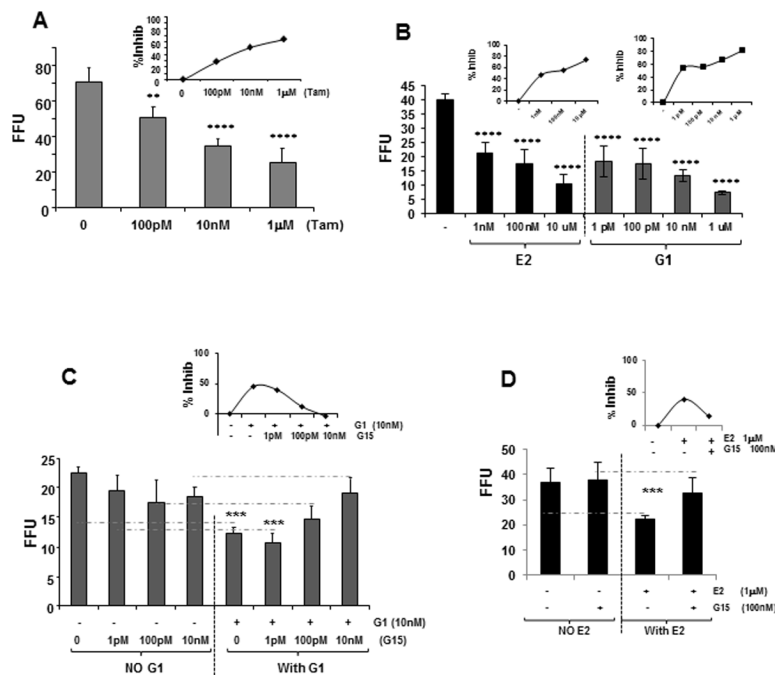 A
%Inhib
100
80
60
40
20
0
0 100pM 10nM 1µM (Tam)
FFU
80
60
40
20
0
** **** ****
0 100pM 10nM 1µM (Tam)
B
% Inhib
100
80
60
40
20
0
- 1nM 100nM 10 µM
% Inhib
100
80
60
40
20
0
- 1 pM 100 pM 10 nM 1 µM
FFU
45
40
35
30
25
20
15
10
5
0
**** **** **** **** **** **** ****
- 1nM 100 nM 10 uM 1 pM 100 pM 10 nM 1 uM
E2 G1
C
% Inhib
100
50
0
- + + + + G1 (10nM)
- - 1pM 100pM 10nM G15
FFU
25
20
15
10
5
0
*** ***
- - - - + + + + G1 (10nM)
0 1pM 100pM 10nM 0 1pM 100pM 10nM (G15)
NO G1 With G1
D
% Inhib
100
50
0
- + + E2 1µM
- - + G15 100nM
FFU
50
40
30
20
10
0
***
- - + + E2 (1µM)
- + - + G15 (100nM)
NO E2 With E2